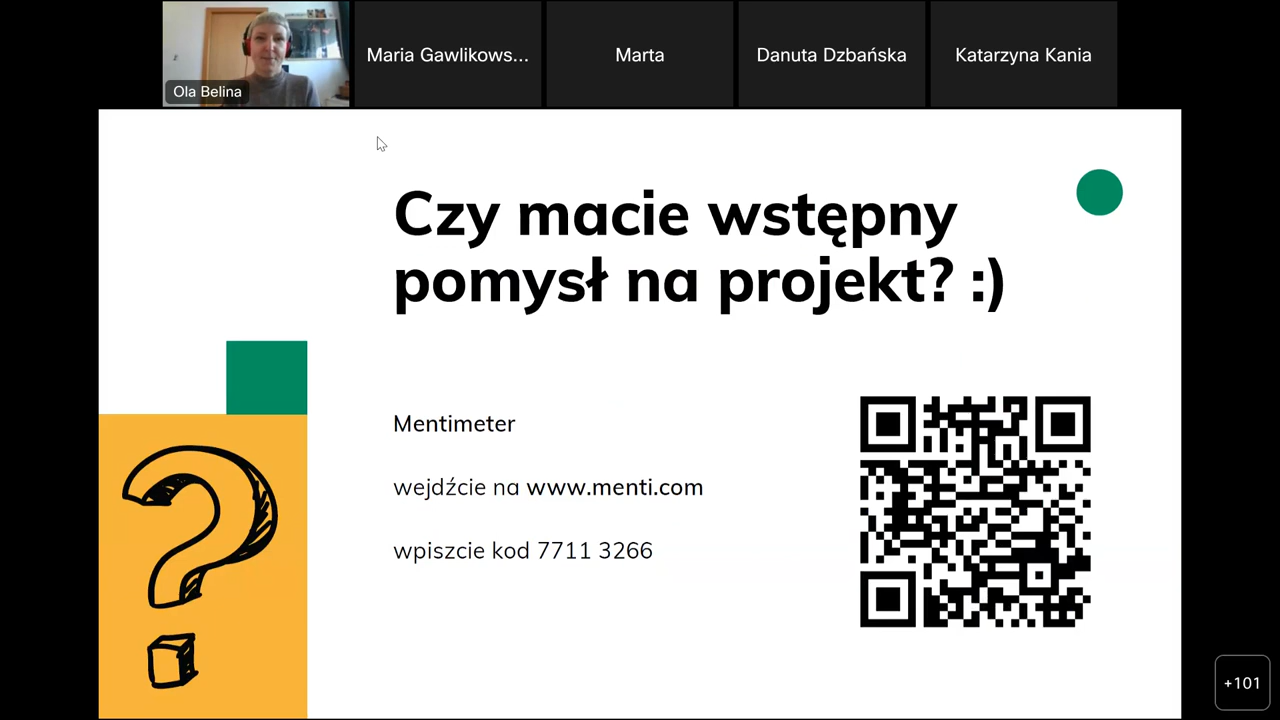 Ola Belina
Maria Gawlikows...
Marta
Danuta Dzbańska
Katarzyna Kania
Czy macie wstępny
pomysł na projekt? :)
Mentimeter
wejdźcie na www.menti.com
wpiszcie kod 7711 3266
+101